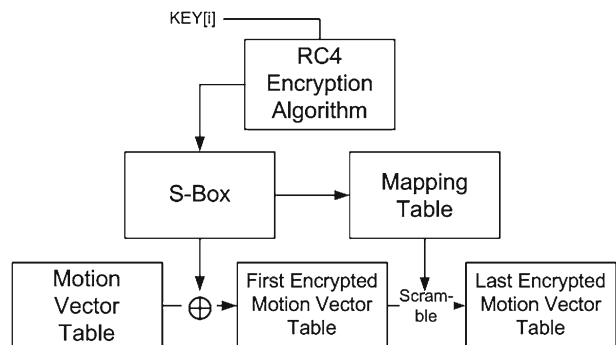 KEY[i]
RC4
Encryption
Algorithm
S-Box
Mapping
Table
Motion
Vector
Table
First Encrypted
Motion Vector
Table
Scram-
ble
Last Encrypted
Motion Vector
Table